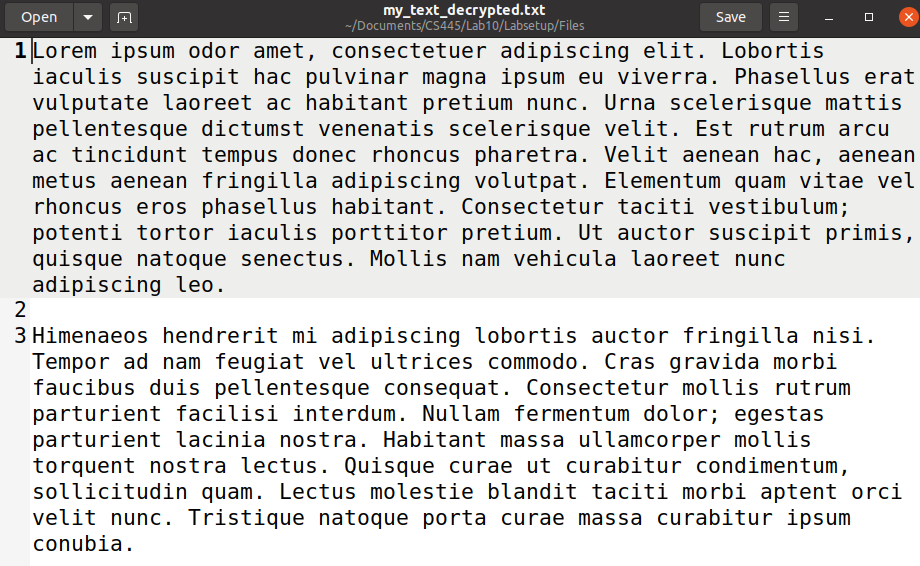 Open
my_text_decrypted.txt
~/Documents/CS445/Lab10/Labsetup/Files
Save
1 Lorem ipsum odor amet, consectetuer adipiscing elit. Lobortis
iaculis suscipit hac pulvinar magna ipsum eu viverra. Phasellus erat
vulputate laoreet ac habitant pretium nunc. Urna scelerisque mattis
pellentesque dictumst venenatis scelerisque velit. Est rutrum arcu
ac tincidunt tempus donec rhoncus pharetra. Velit aenean hac, aenean
metus aenean fringilla adipiscing volutpat. Elementum quam vitae vel
rhoncus eros phasellus habitant. Consectetur taciti vestibulum;
potenti tortor iaculis porttitor pretium. Ut auctor suscipit primis,
quisque natoque senectus. Mollis nam vehicula laoreet nunc
adipiscing leo.
2
3 Himenaeos hendrerit mi adipiscing lobortis auctor fringilla nisi.
Tempor ad nam feugiat vel ultrices commodo. Cras gravida morbi
faucibus duis pellentesque consequat. Consectetur mollis rutrum
parturient facilisi interdum. Nullam fermentum dolor; egestas
parturient lacinia nostra. Habitant massa ullamcorper mollis
torquent nostra lectus. Quisque curae ut curabitur condimentum,
sollicitudin quam. Lectus molestie blandit taciti morbi aptent orci
velit nunc. Tristique natoque porta curae massa curabitur ipsum
conubia.